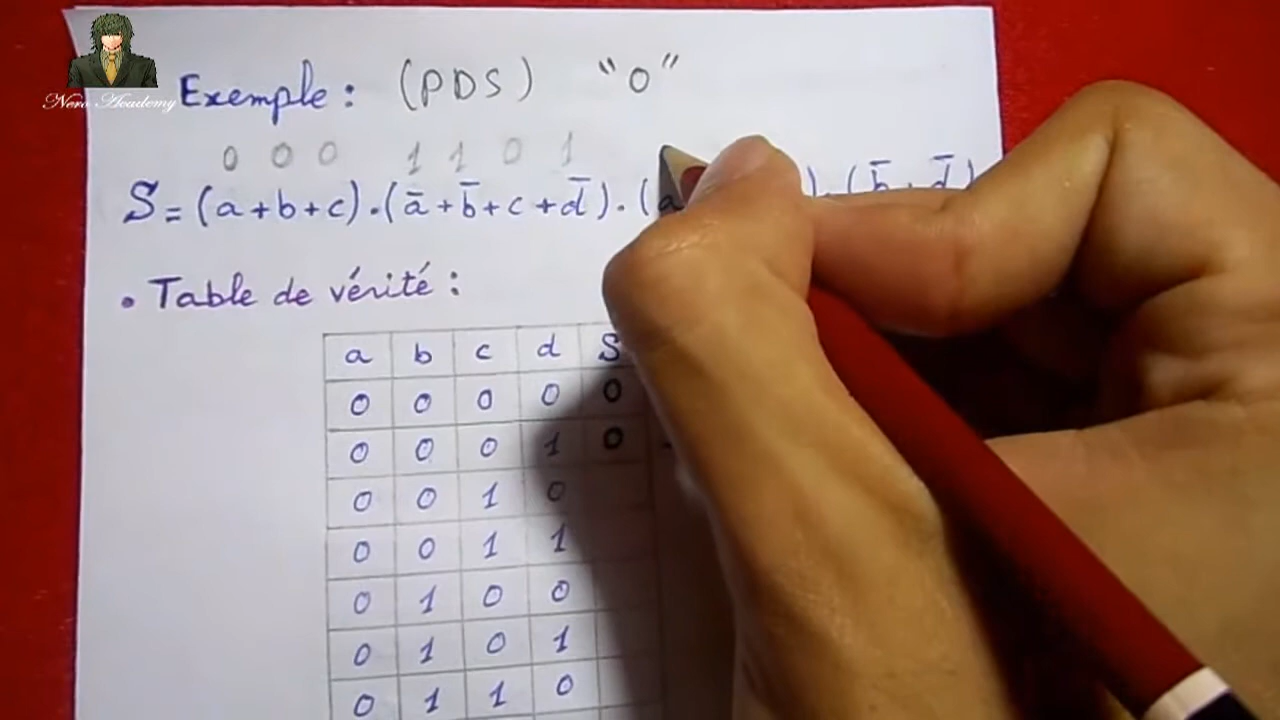 Nero Academy
Exemple : (PDS) "0"
0 0 0 1 1 0 1
S = (a+b+c).(a̅+b̅+c+d̅).(a ).(b̅+d̅)
• Table de vérité :
a b c d S
0 0 0 0 0
0 0 0 1 0
0 0 1 0
0 0 1 1
0 1 0 0
0 1 0 1
0 1 1 0